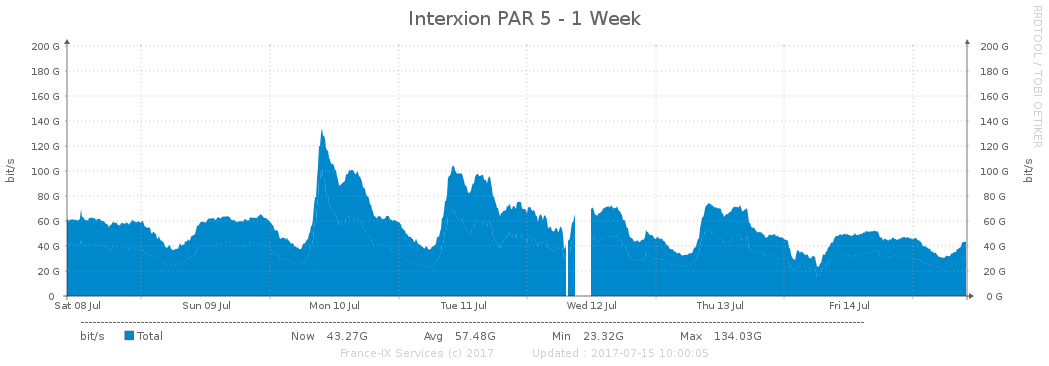 Interxion PAR 5 - 1 Week
RRDTOOL / TOBI OETIKER
200 G 200 G
180 G 180 G
160 G 160 G
140 G 140 G
120 G 120 G
100 G 100 G
80 G 80 G
60 G 60 G
40 G 40 G
20 G 20 G
0 0 G
bit/s bit/s
Sat 08 Jul Sun 09 Jul Mon 10 Jul Tue 11 Jul Wed 12 Jul Thu 13 Jul Fri 14 Jul
bit/s Total Now 43.27G Avg 57.48G Min 23.32G Max 134.03G
France-IX Services (c) 2017 Updated : 2017-07-15 10:00:05